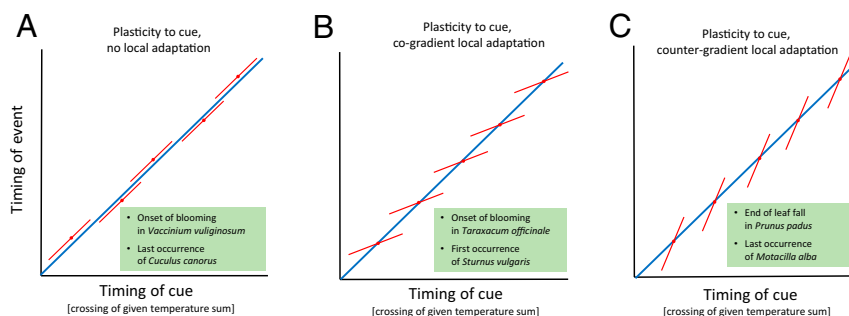 A
Plasticity to cue,
no local adaptation
Timing of event
• Onset of blooming
in Vaccinium vuliginosum
• Last occurrence
of Cuculus canorus
Timing of cue
[crossing of given temperature sum]
B
Plasticity to cue,
co-gradient local adaptation
• Onset of blooming
in Taraxacum officinale
• First occurrence
of Sturnus vulgaris
Timing of cue
[crossing of given temperature sum]
C
Plasticity to cue,
counter-gradient local adaptation
• End of leaf fall
in Prunus padus
• Last occurrence
of Motacilla alba
Timing of cue
[crossing of given temperature sum]